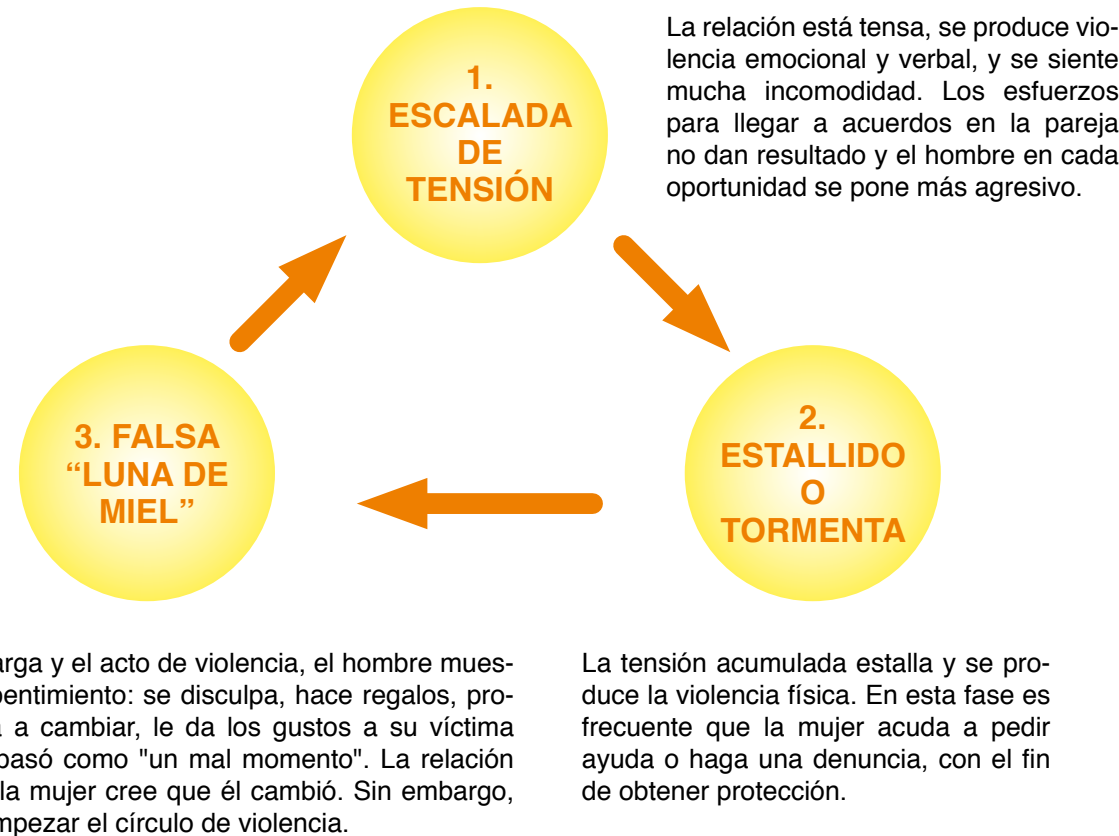 1.
ESCALADA
DE
TENSIÓN
La relación está tensa, se produce vio-
lencia emocional y verbal, y se siente
mucha incomodidad. Los esfuerzos
para llegar a acuerdos en la pareja
no dan resultado y el hombre en cada
oportunidad se pone más agresivo.
2.
ESTALLIDO
O
TORMENTA
La tensión acumulada estalla y se pro-
duce la violencia física. En esta fase es
frecuente que la mujer acuda a pedir
ayuda o haga una denuncia, con el fin
de obtener protección.
3. FALSA
“LUNA DE
MIEL”
y el acto de violencia, el hombre mues-
se disculpa, hace regalos, pro-
a cambiar, le da los gustos a su víctima
como "un mal momento". La relación
la mujer cree que él cambió. Sin embargo,
el círculo de violencia.